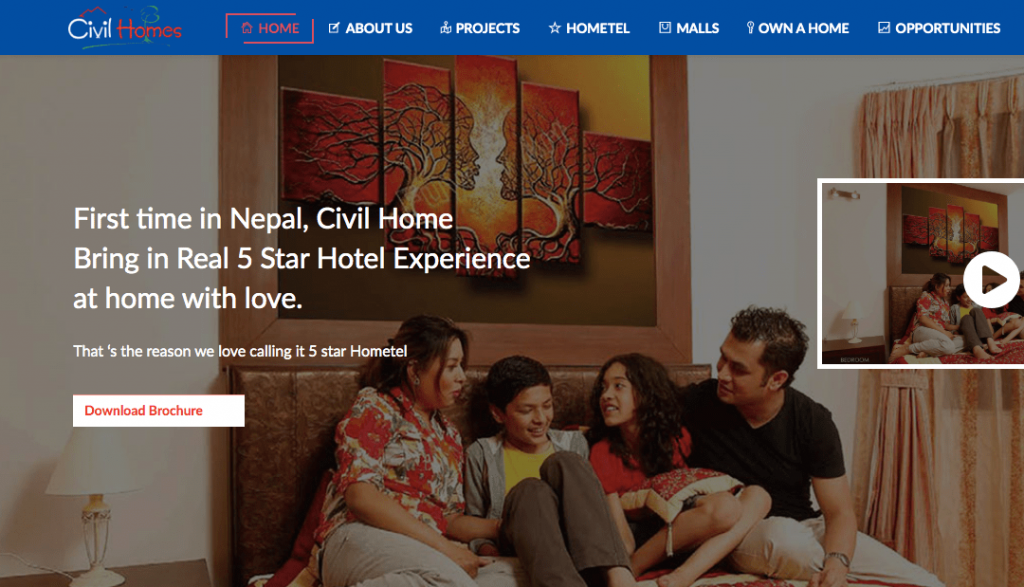 Civil Homes
HOME
ABOUT US
PROJECTS
HOMETEL
MALLS
OWN A HOME
OPPORTUNITIES
First time in Nepal, Civil Home
Bring in Real 5 Star Hotel Experience
at home with love.
That ‘s the reason we love calling it 5 star Hometel
Download Brochure
BEDROOM